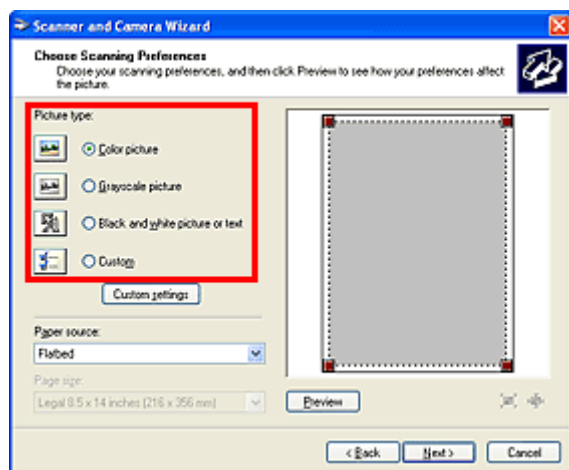 Scanner and Camera Wizard
Choose Scanning Preferences
Choose your scanning preferences, and then click Preview to see how your preferences affect
the picture.
Picture type:
Color picture
Grayscale picture
Black and white picture or text
Custom
Custom settings
Paper source:
Flatbed
Page size:
Legal 8.5 x 14 inches (216 x 356 mm)
Preview
< Back
Next >
Cancel